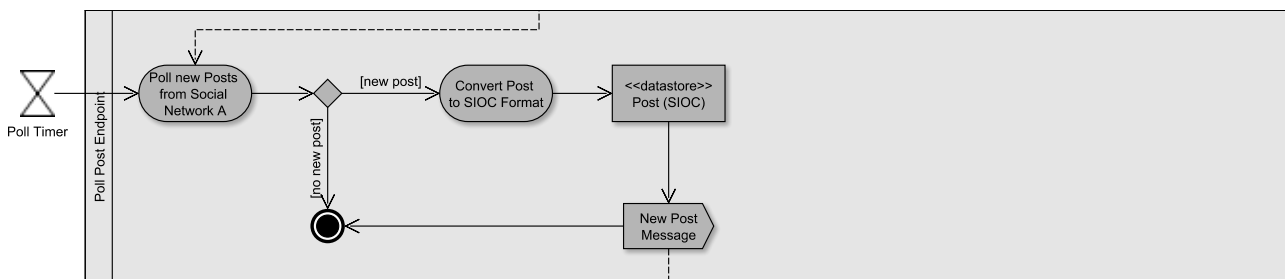 Poll Timer
Poll Post Endpoint
Poll new Posts
from Social
Network A
[new post]
[no new post]
Convert Post
to SIOC Format
<<datastore>>
Post (SIOC)
New Post
Message